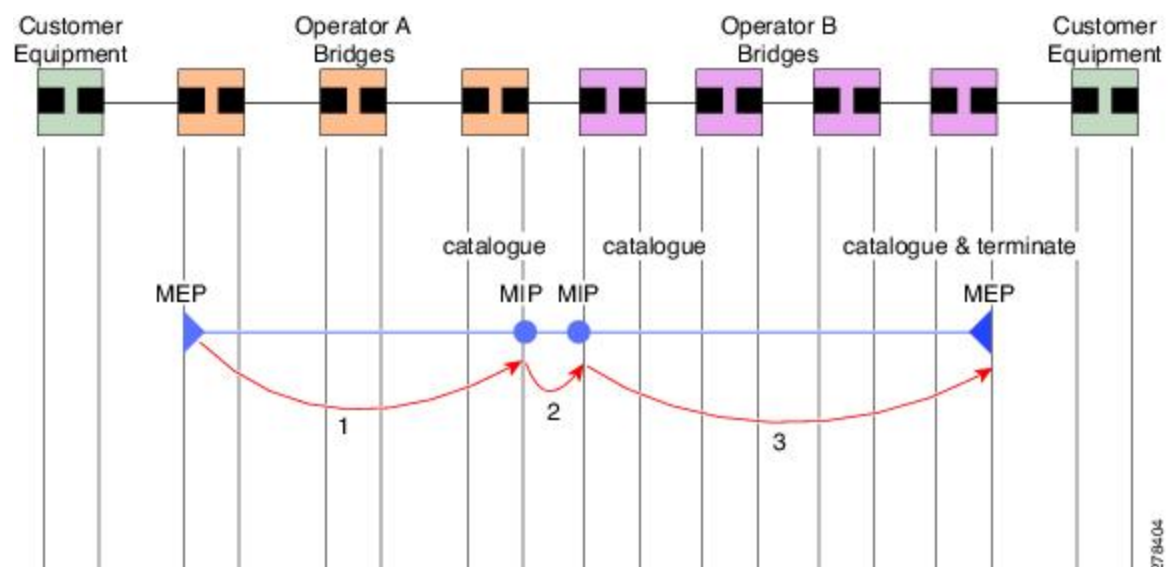 Customer
Equipment
Operator A
Bridges
Operator B
Bridges
Customer
Equipment
catalogue
catalogue
catalogue & terminate
MEP
MIP
MIP
MEP
1
2
3
278404